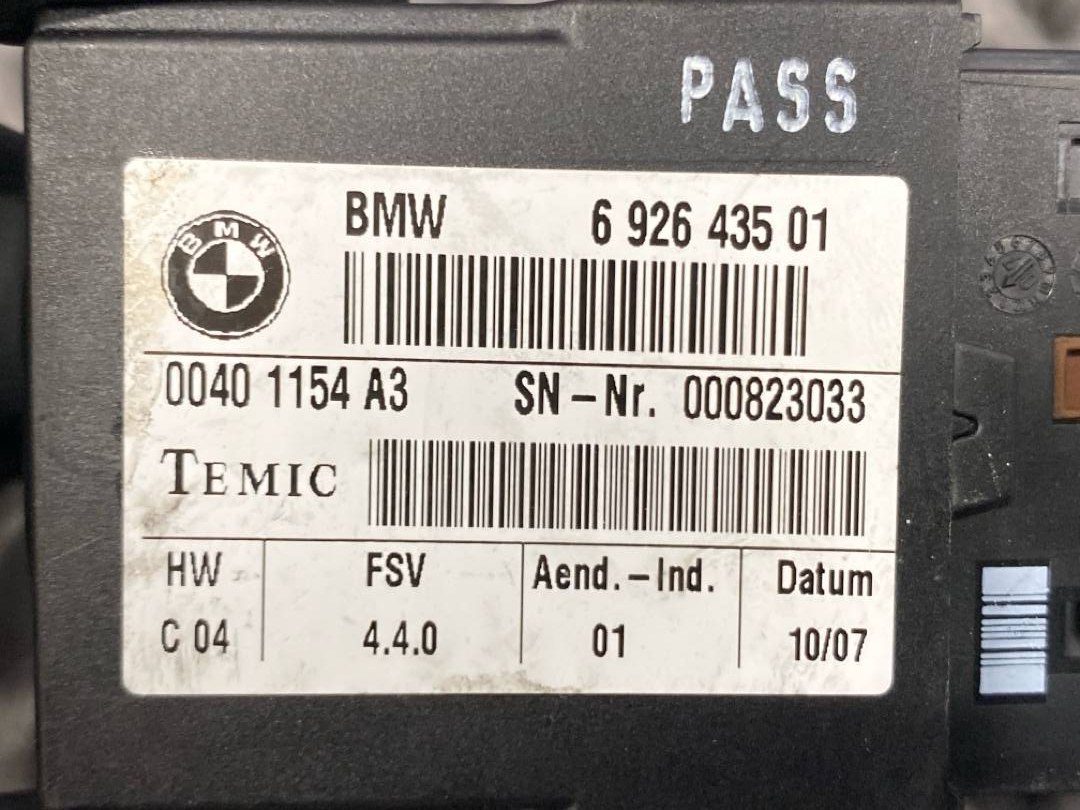 PASS
BMW
BMW 6 926 435 01
0040 1154 A3 SN-Nr. 000823033
TEMIC
HW FSV Aend.-Ind. Datum
C 04 4.4.0 01 10/07